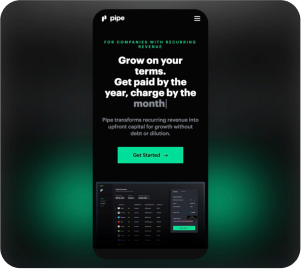 pipe
FOR COMPANIES WITH RECURRING
REVENUE
Grow on your
terms.
Get paid by the
year, charge by the
month
Pipe transforms recurring revenue into
upfront capital for growth without
debt or dilution.
Get Started →